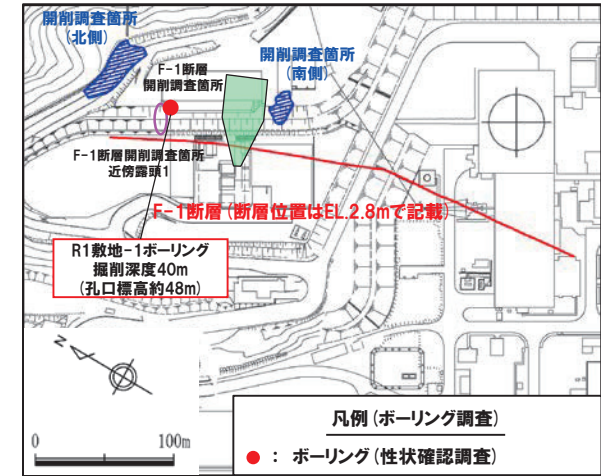 開削調査箇所
(北側)
F-1断層
開削調査箇所
開削調査箇所
(南側)
F-1断層開削調査箇所
近傍露頭1
F-1断層(断層位置はEL.2.8mで記載)
R1敷地-1ボーリング
掘削深度40m
(孔口標高約48m)
N
0 100m
凡例(ボーリング調査)
● : ボーリング(性状確認調査)